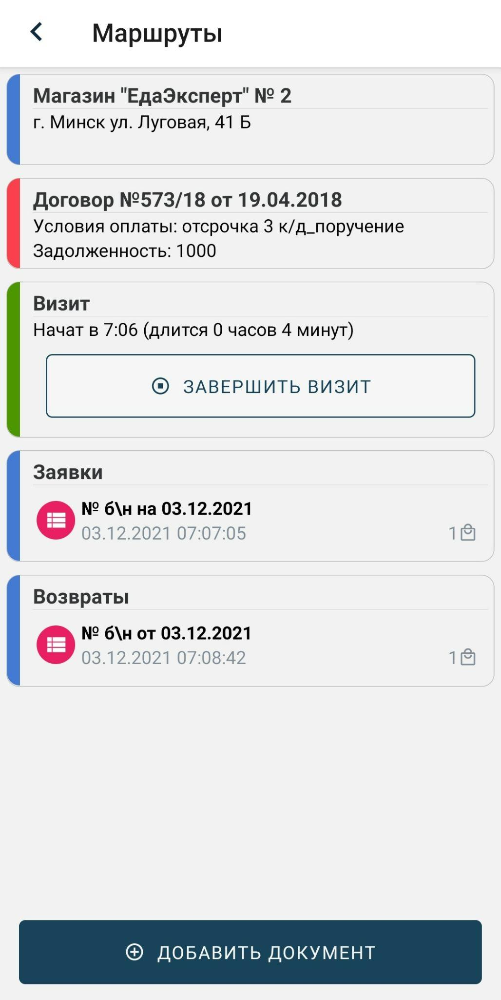 Маршруты
Магазин "ЕдаЭксперт" № 2
г. Минск ул. Луговая, 41 Б
Договор №573/18 от 19.04.2018
Условия оплаты: отсрочка 3 к/д_поручение
Задолженность: 1000
Визит
Начат в 7:06 (длится 0 часов 4 минут)
ЗАВЕРШИТЬ ВИЗИТ
Заявки
№ б\н на 03.12.2021
03.12.2021 07:07:05
1
Возвраты
№ б\н от 03.12.2021
03.12.2021 07:08:42
1
ДОБАВИТЬ ДОКУМЕНТ